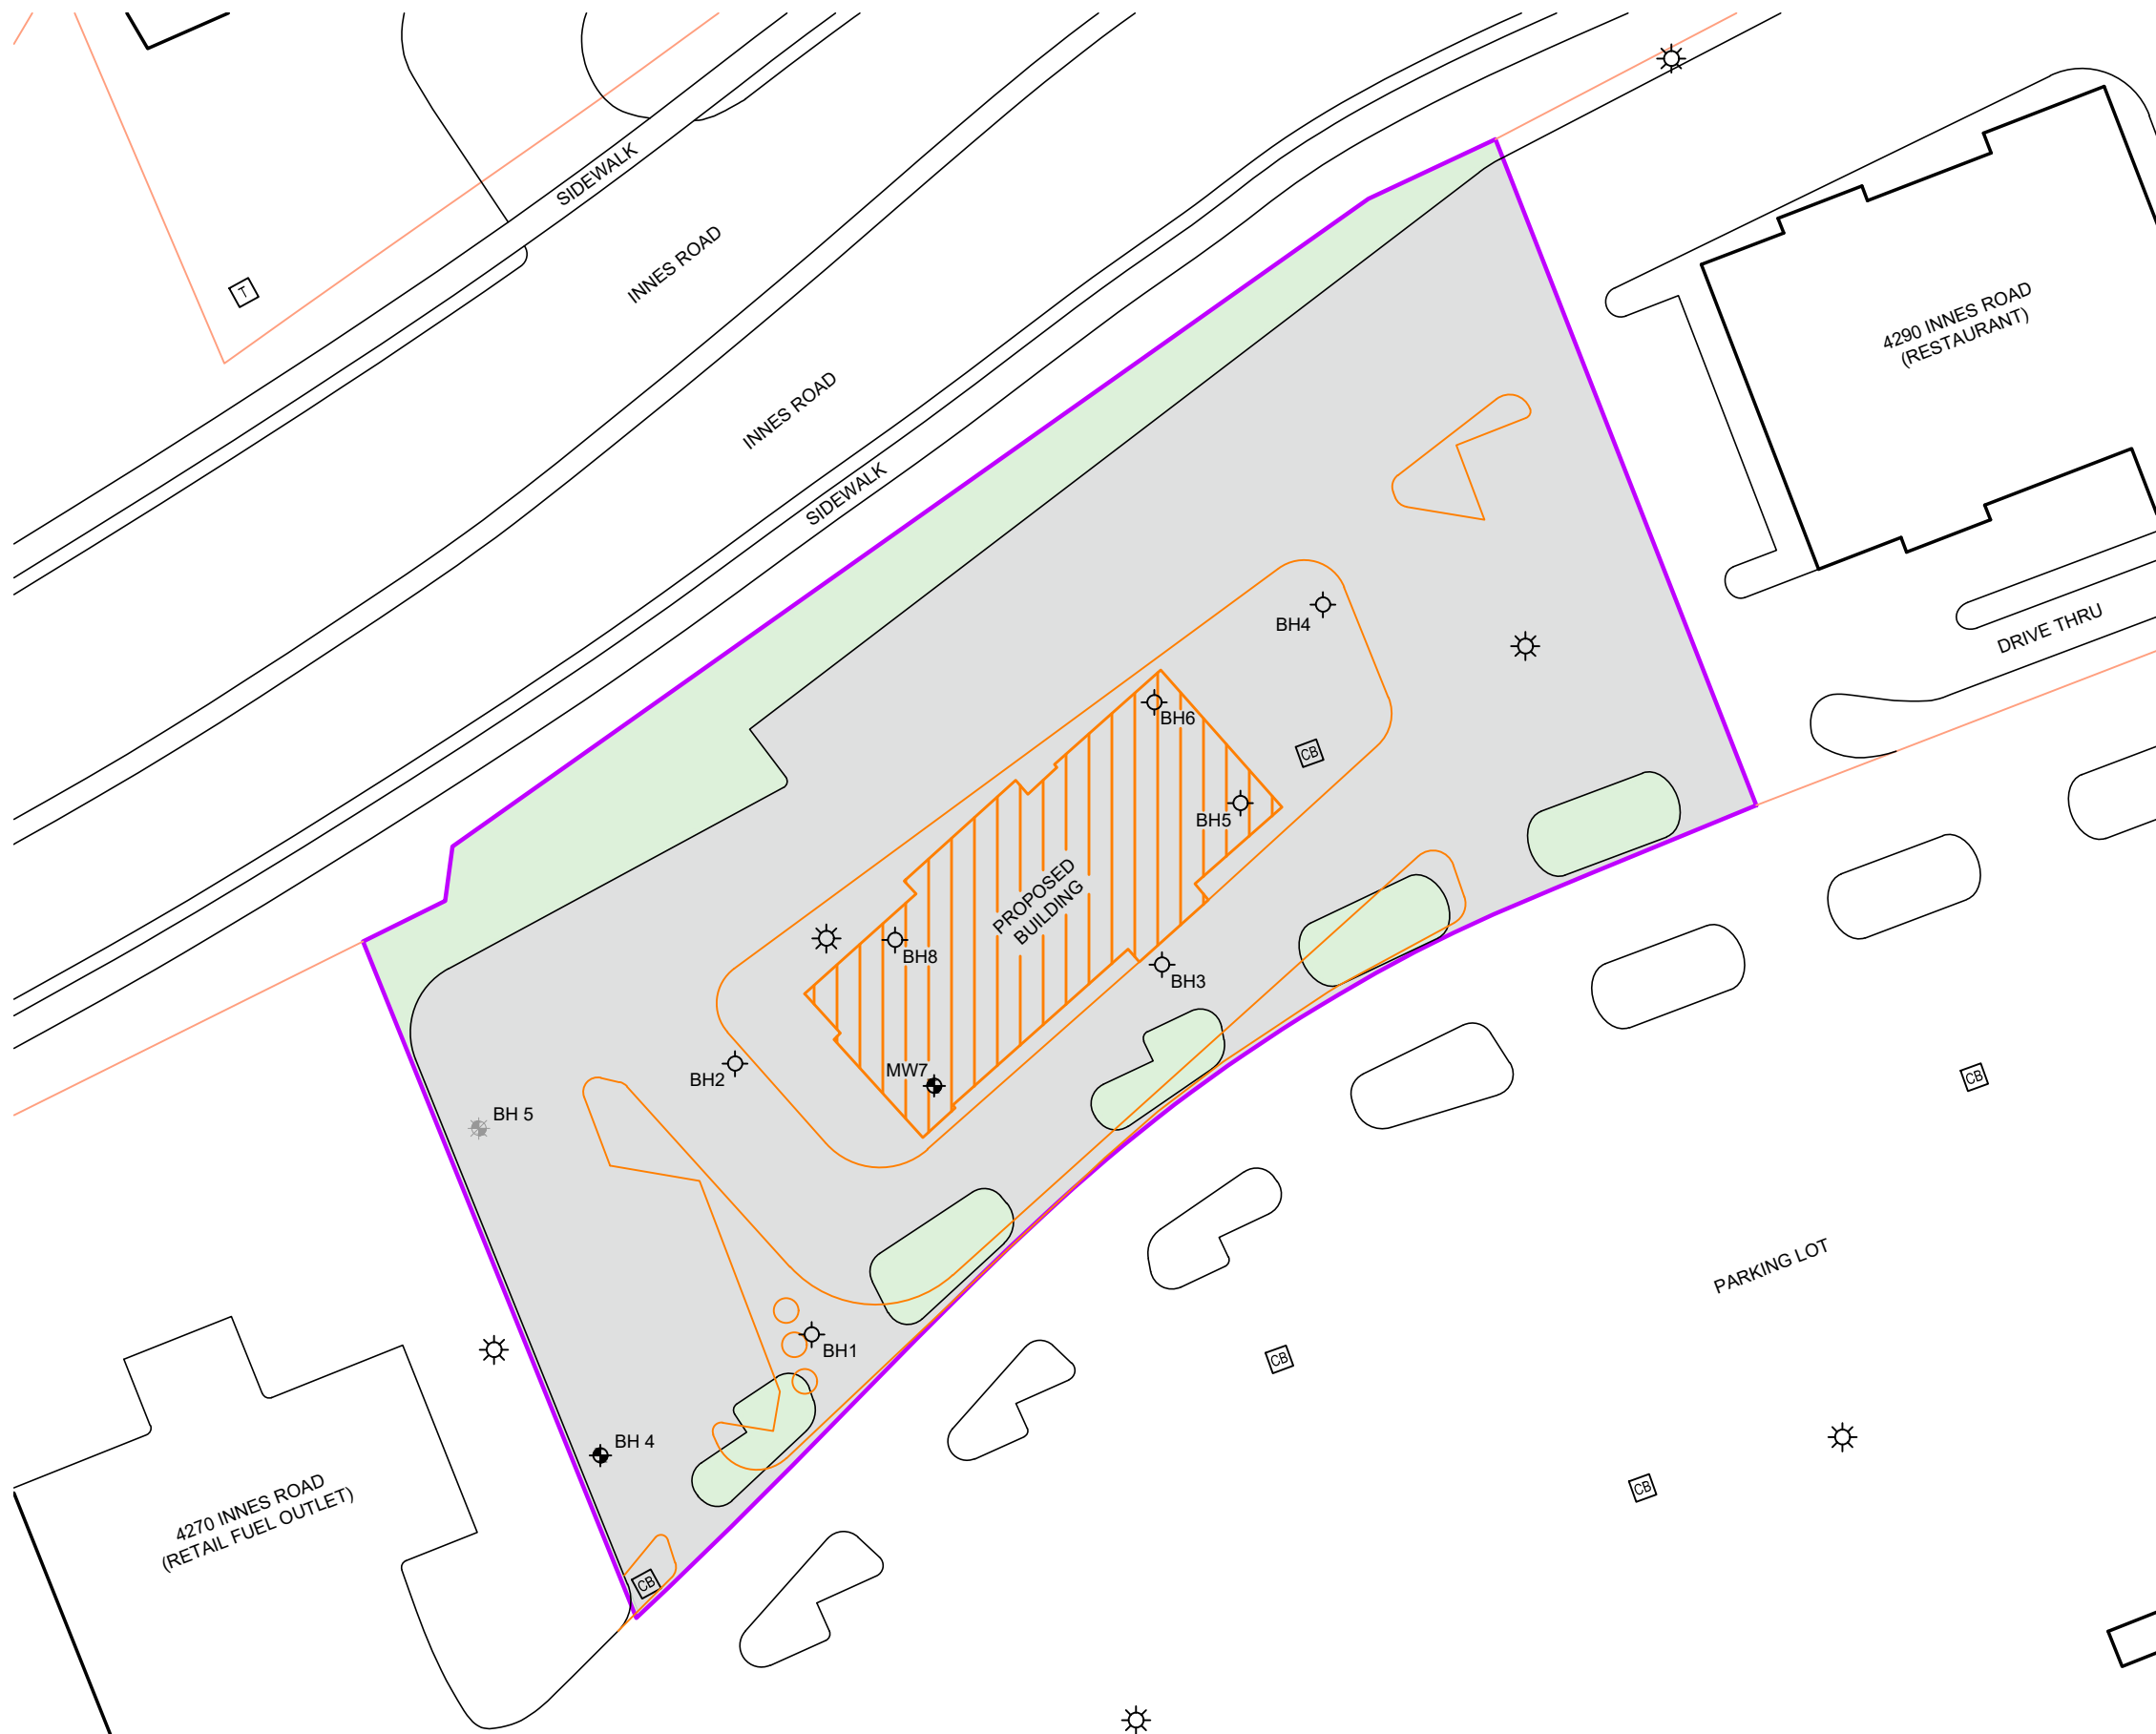 SIDEWALK
INNES ROAD
T
INNES ROAD
SIDEWALK
4290 INNES ROAD
(RESTAURANT)
DRIVE THRU
BH4
BH6
CB
BH5
PROPOSED
BUILDING
BH8
BH3
MW7
BH2
BH 5
CB
PARKING LOT
BH1
CB
BH 4
CB
4270 INNES ROAD
(RETAIL FUEL OUTLET)
CB